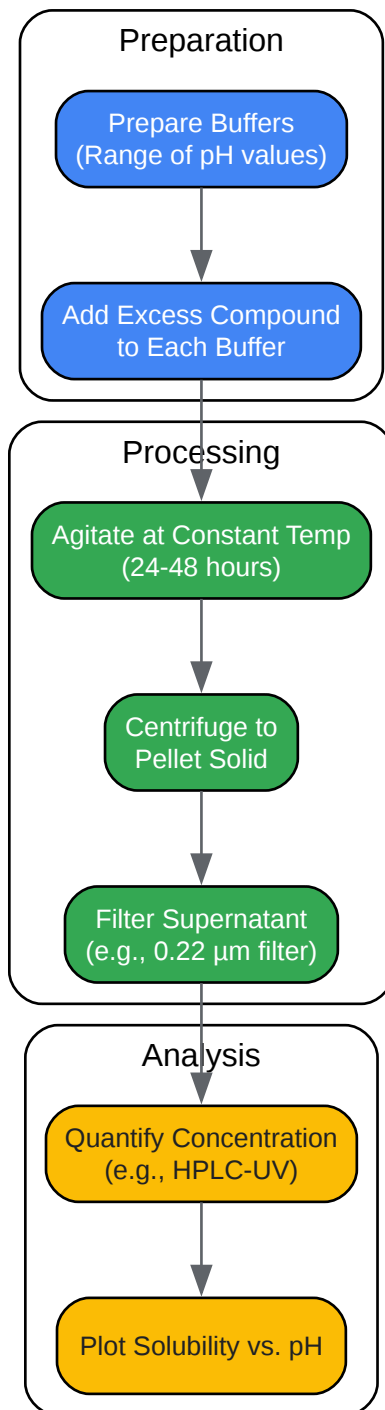 Preparation
Prepare Buffers
(Range of pH values)
Add Excess Compound
to Each Buffer
Processing
Agitate at Constant Temp
(24-48 hours)
Centrifuge to
Pellet Solid
Filter Supernatant
(e.g., 0.22 µm filter)
Analysis
Quantify Concentration
(e.g., HPLC-UV)
Plot Solubility vs. pH